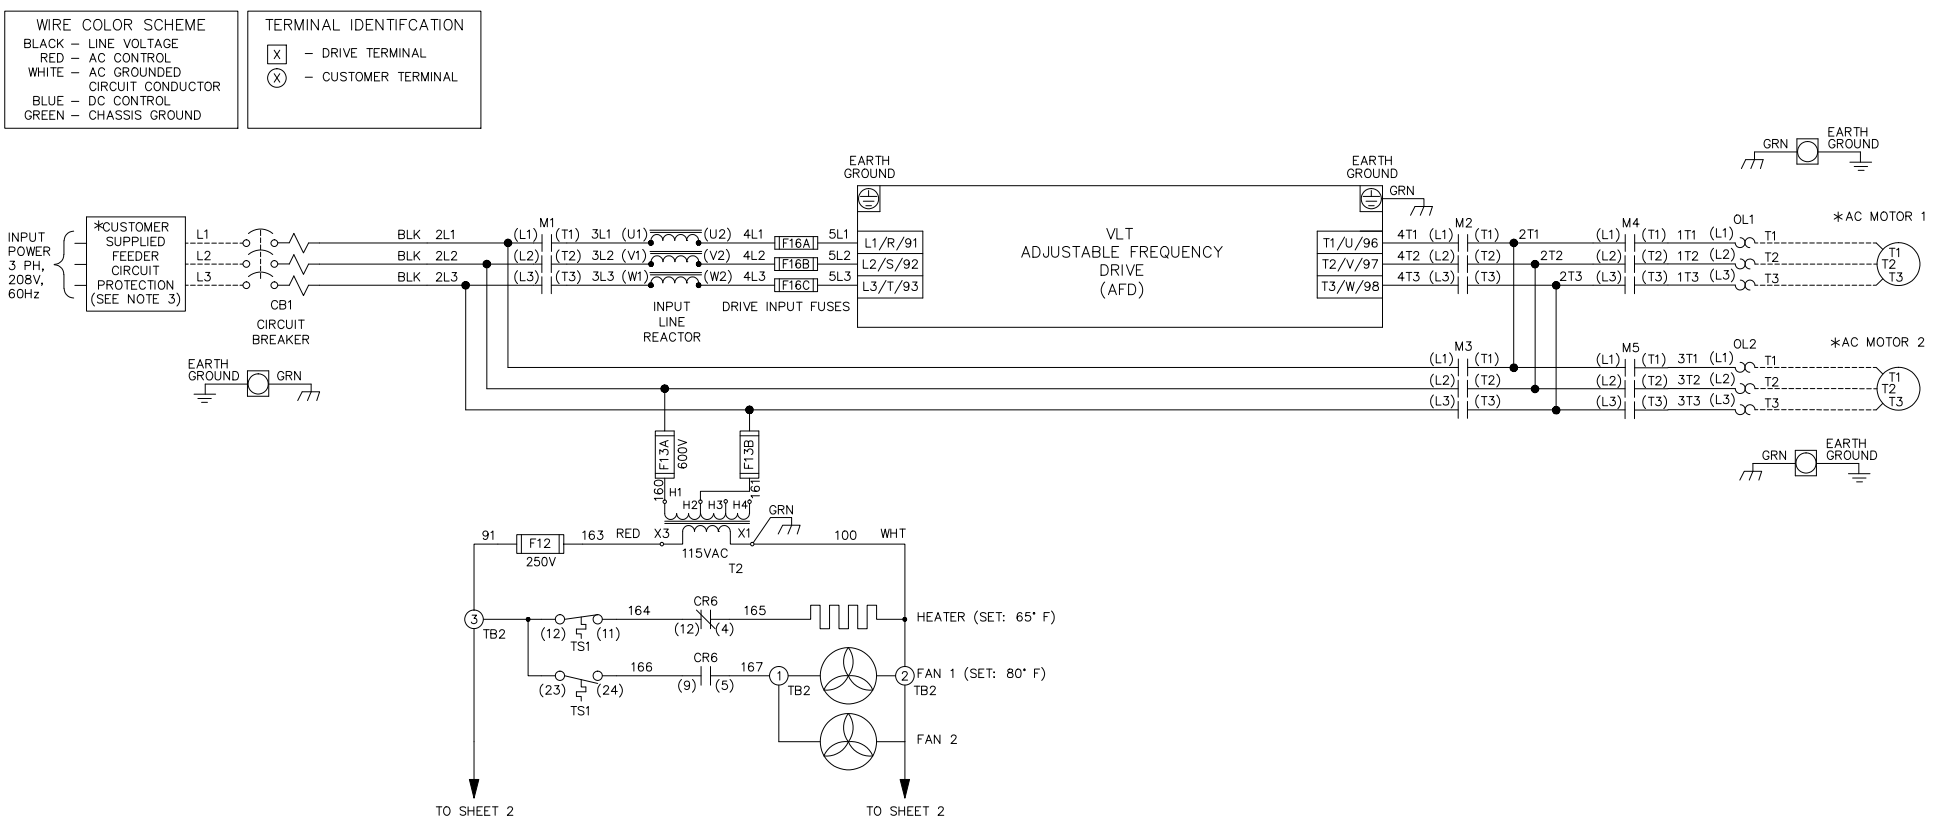 WIRE COLOR SCHEME
BLACK – LINE VOLTAGE
RED – AC CONTROL
WHITE – AC GROUNDED
CIRCUIT CONDUCTOR
BLUE – DC CONTROL
GREEN – CHASSIS GROUND
TERMINAL IDENTIFCATION
X – DRIVE TERMINAL
X – CUSTOMER TERMINAL
GRN
EARTH
GROUND
EARTH
GROUND
EARTH
GROUND
GRN
INPUT
POWER
3 PH,
208V,
60Hz
*CUSTOMER
SUPPLIED
FEEDER
CIRCUIT
PROTECTION
(SEE NOTE 3)
L1
L2
L3
CB1
CIRCUIT
BREAKER
BLK 2L1
BLK 2L2
BLK 2L3
M1
(L1) (T1) 3L1 (U1) (U2) 4L1 F16A 5L1 L1/R/91
(L2) (T2) 3L2 (V1) (V2) 4L2 F16B 5L2 L2/S/92
(L3) (T3) 3L3 (W1) (W2) 4L3 F16C 5L3 L3/T/93
INPUT
LINE
REACTOR
DRIVE INPUT FUSES
VLT
ADJUSTABLE FREQUENCY
DRIVE
(AFD)
M2 M4 OL1 *AC MOTOR 1
T1/U/96 4T1 (L1) (T1) 2T1 (L1) (T1) 1T1 (L1) T1
T2/V/97 4T2 (L2) (T2) 2T2 (L2) (T2) 1T2 (L2) T2
T3/W/98 4T3 (L3) (T3) 2T3 (L3) (T3) 1T3 (L3) T3
T1
T2
T3
EARTH
GROUND
GRN
M3 M5 OL2 *AC MOTOR 2
(L1) (T1) (L1) (T1) 3T1 (L1) T1
(L2) (T2) (L2) (T2) 3T2 (L2) T2
(L3) (T3) (L3) (T3) 3T3 (L3) T3
T1
T2
T3
GRN
EARTH
GROUND
F13A
600V
F13B
160
161
H1
H2 H3 H4
GRN
91 F12 163 RED X3 X1 100 WHT
250V
115VAC
T2
3
TB2
(12) (11)
TS1
164
CR6
(12) (4)
165
HEATER (SET: 65° F)
(23) (24)
TS1
166
CR6
(9) (5)
167
1
TB2
2
TB2
FAN 1 (SET: 80° F)
FAN 2
TO SHEET 2
TO SHEET 2